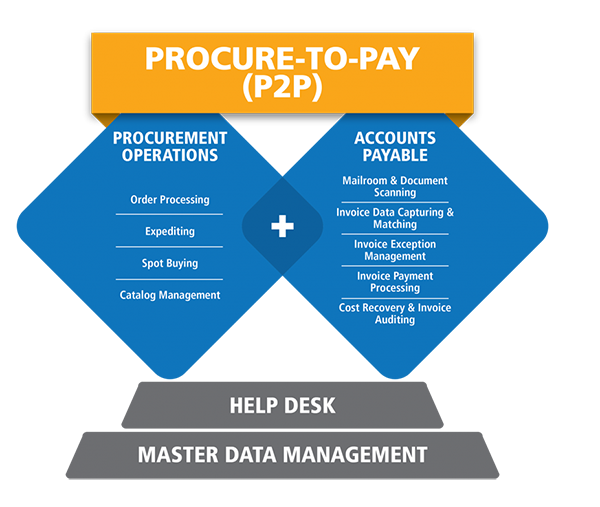 PROCURE-TO-PAY
(P2P)
PROCUREMENT
OPERATIONS
Order Processing
Expediting
Spot Buying
Catalog Management
+
ACCOUNTS
PAYABLE
Mailroom & Document
Scanning
Invoice Data Capturing &
Matching
Invoice Exception
Management
Invoice Payment
Processing
Cost Recovery & Invoice
Auditing
HELP DESK
MASTER DATA MANAGEMENT